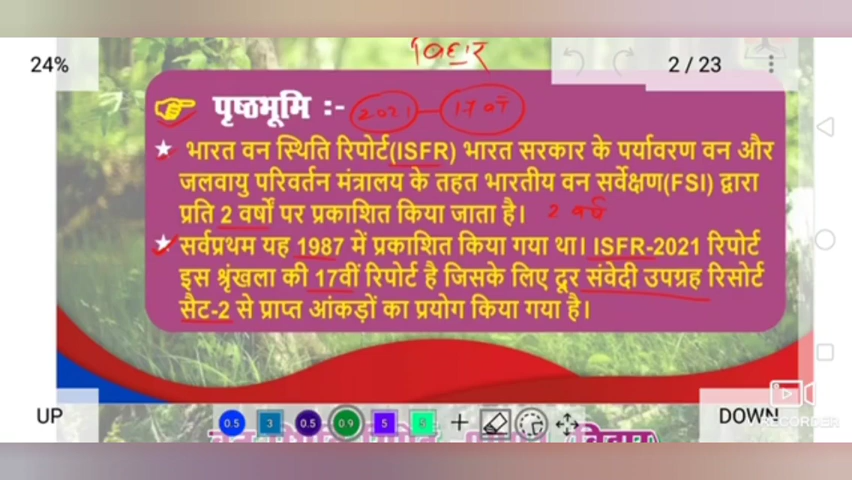 बिहार
24%
2 / 23
पृष्ठभूमि :- 2021 - 17वीं
★ भारत वन स्थिति रिपोर्ट(ISFR) भारत सरकार के पर्यावरण वन और
जलवायु परिवर्तन मंत्रालय के तहत भारतीय वन सर्वेक्षण(FSI) द्वारा
प्रति 2 वर्षों पर प्रकाशित किया जाता है। 2 वर्ष
★ सर्वप्रथम यह 1987 में प्रकाशित किया गया था। ISFR-2021 रिपोर्ट
इस श्रृंखला की 17वीं रिपोर्ट है जिसके लिए दूर संवेदी उपग्रह रिसोर्ट
सैट-2 से प्राप्त आंकड़ों का प्रयोग किया गया है।
UP
0.5 3 0.5 0.9 5 5
DOWN
RECORDER